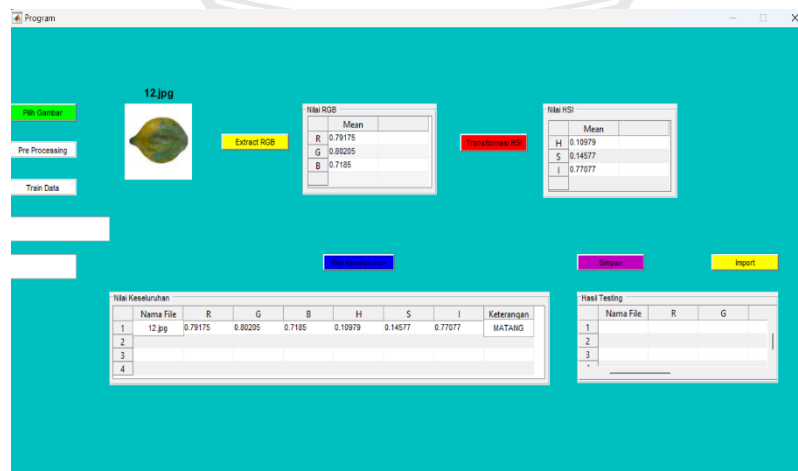 Program
12.jpg
Pilih Gambar
Pre Processing
Train Data
Extract RGB
Nilai RGB
Mean
R 0.79175
G 0.80205
B 0.7185
Transformasi HSI
Nilai HSI
Mean
H 0.10979
S 0.14577
I 0.77077
Simpan
Import
Nilai Keseluruhan
Nama File R G B H S I Keterangan
1 12.jpg 0.79175 0.80205 0.7185 0.10979 0.14577 0.77077 MATANG
2
3
4
Hasil Testing
Nama File R G
1
2
3